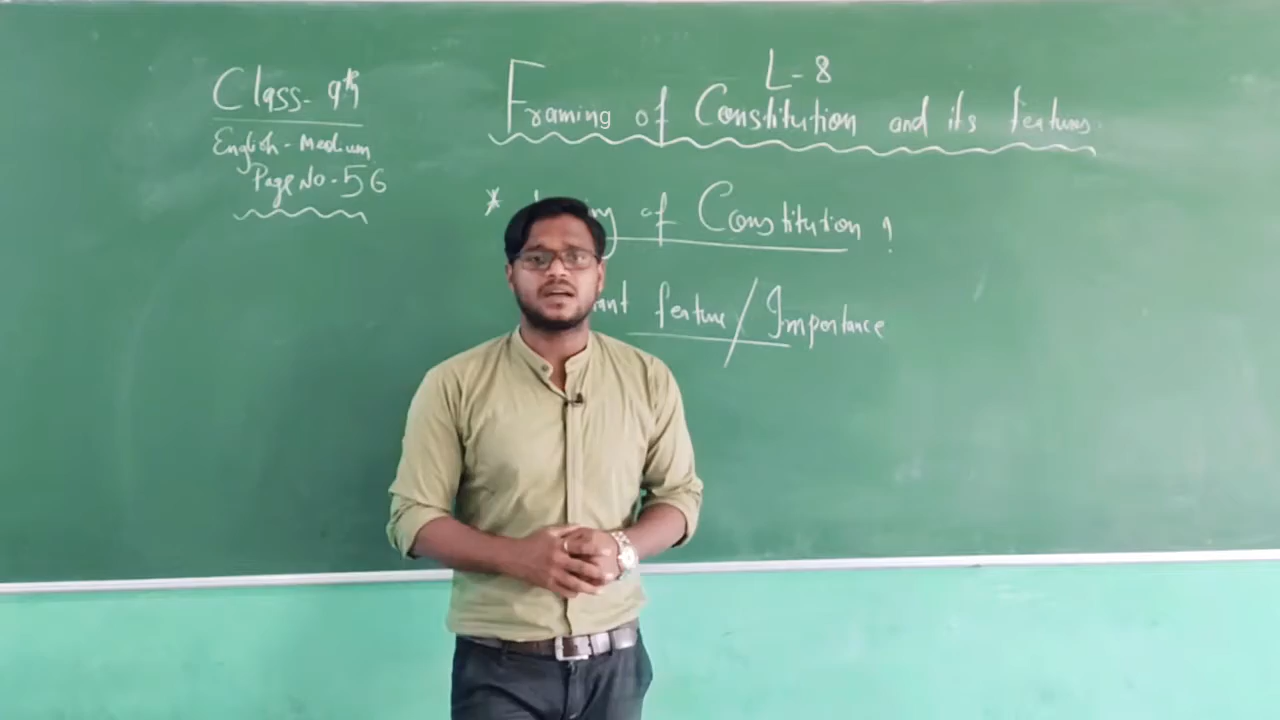 Class-9th
English-Medium
Page No-56
L-8
Framing of Constitution and its features
* of Constitution !
feature/Importance